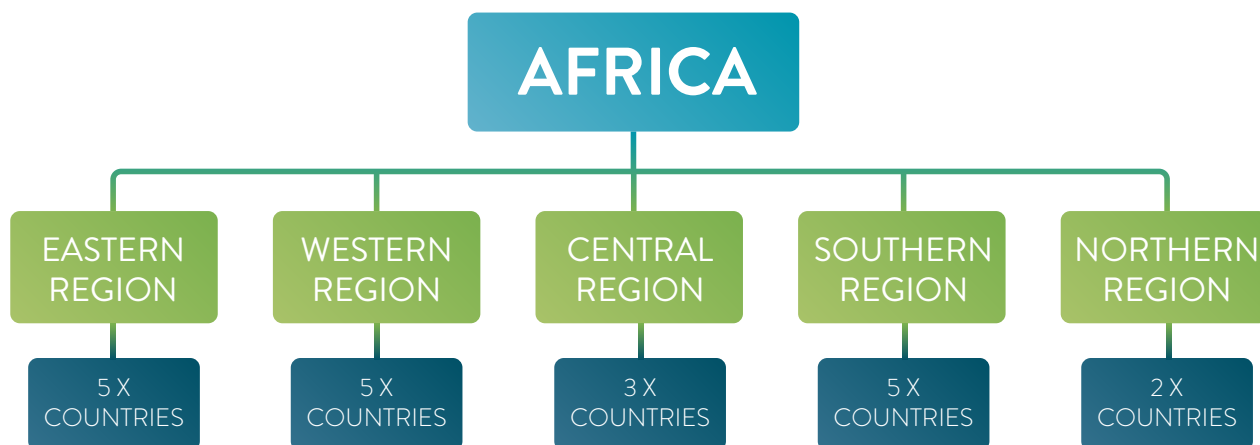 AFRICA
EASTERN
REGION
WESTERN
REGION
CENTRAL
REGION
SOUTHERN
REGION
NORTHERN
REGION
5 X
COUNTRIES
5 X
COUNTRIES
3 X
COUNTRIES
5 X
COUNTRIES
2 X
COUNTRIES